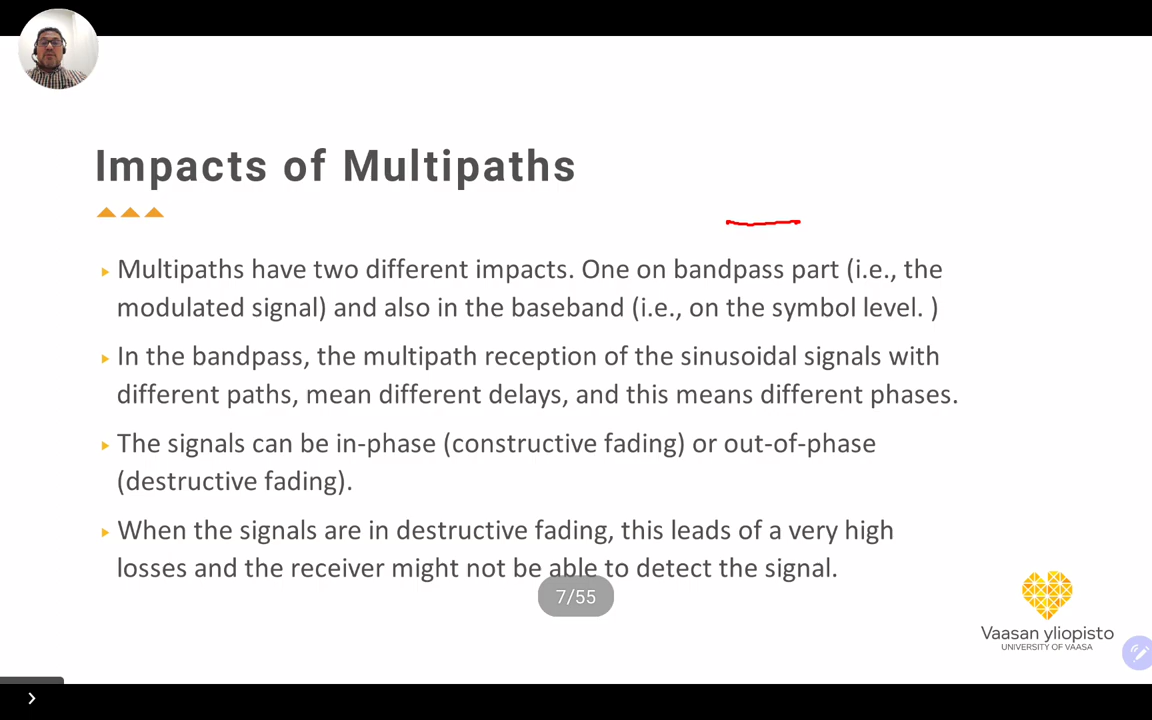 Impacts of Multipaths
Multipaths have two different impacts. One on bandpass part (i.e., the
modulated signal) and also in the baseband (i.e., on the symbol level. )
In the bandpass, the multipath reception of the sinusoidal signals with
different paths, mean different delays, and this means different phases.
The signals can be in-phase (constructive fading) or out-of-phase
(destructive fading).
When the signals are in destructive fading, this leads of a very high
losses and the receiver might not be able to detect the signal.
7/55
Vaasan yliopisto
UNIVERSITY OF VAASA